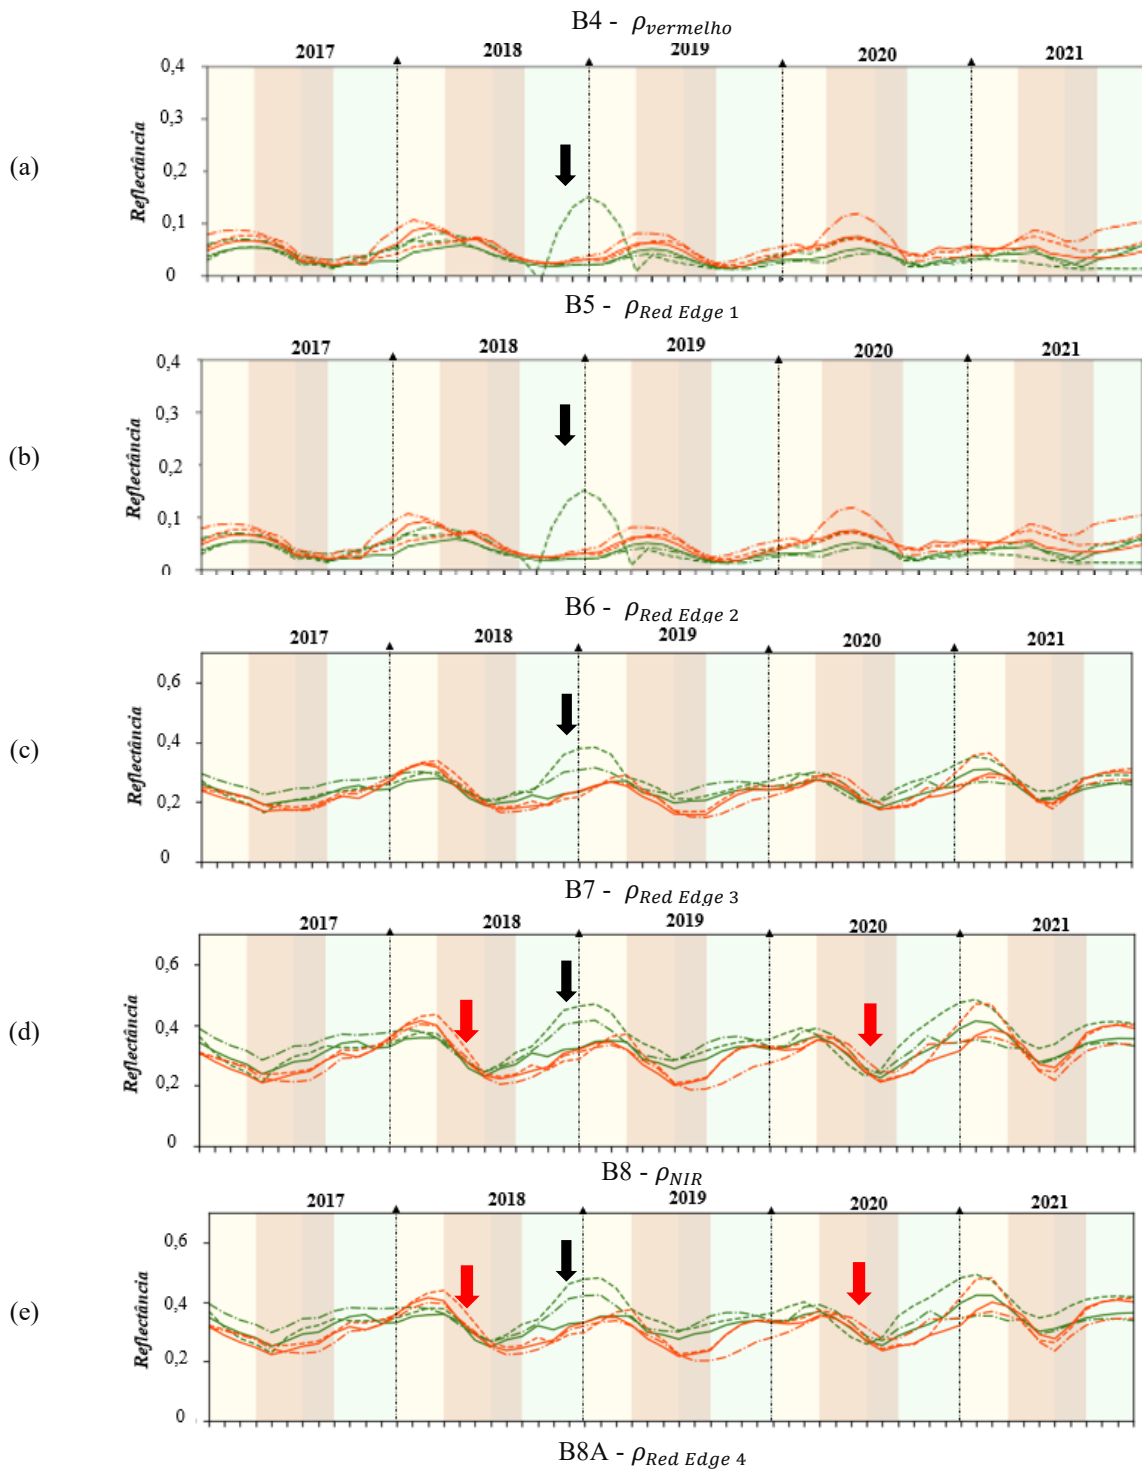 B4 - ρvermelho
2017 2018 2019 2020 2021
0,4
0,3
(a)
Reflectância
0,2
0,1
0
B5 - ρRed Edge 1
2017 2018 2019 2020 2021
0,4
0,3
(b)
Reflectância
0,2
0,1
0
B6 - ρRed Edge 2
2017 2018 2019 2020 2021
0,6
(c)
Reflectância
0,4
0,2
0
B7 - ρRed Edge 3
2017 2018 2019 2020 2021
0,6
(d)
Reflectância
0,4
0,2
0
B8 - ρNIR
2017 2018 2019 2020 2021
0,6
(e)
Reflectância
0,4
0,2
0
B8A - ρRed Edge 4